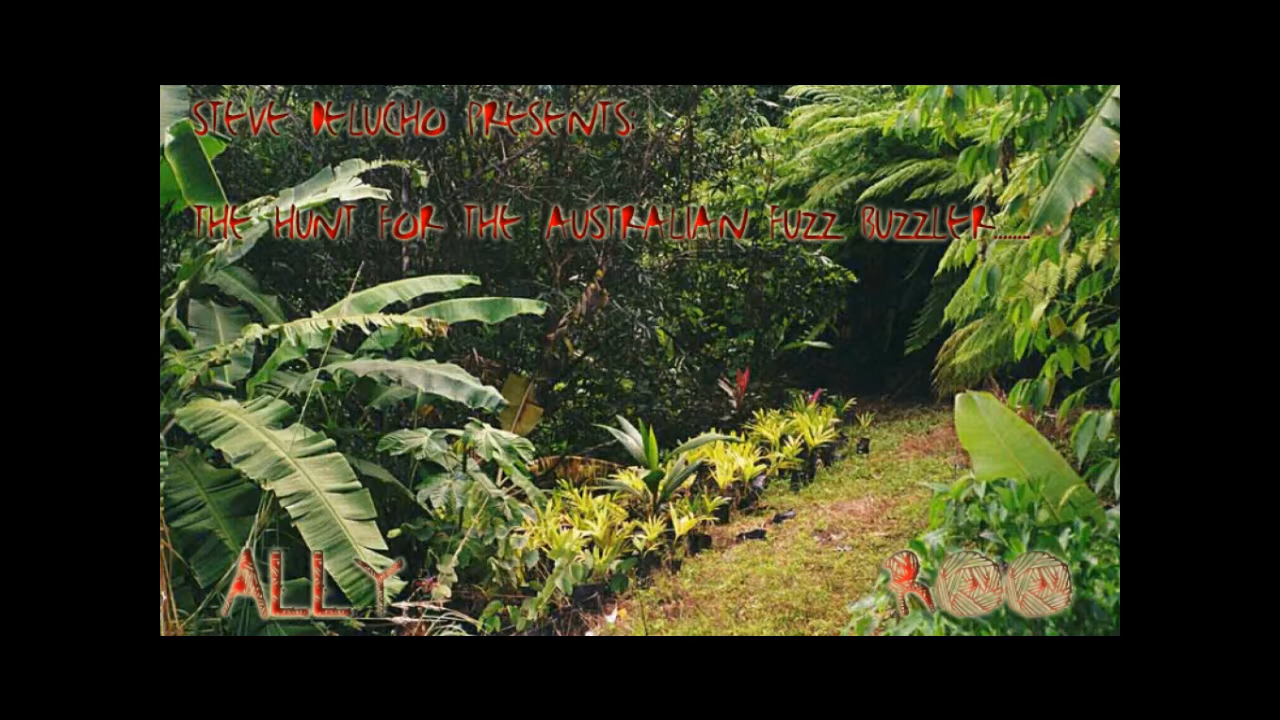 STEVE DELUCHO PRESENTS:
THE HUNT FOR THE AUSTRALIAN FUZZ BUZZLER.......
ALLY ROO